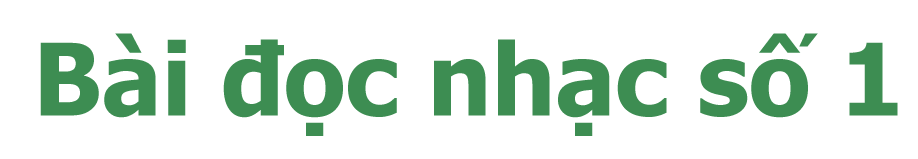 Bài đọc nhạc số 1